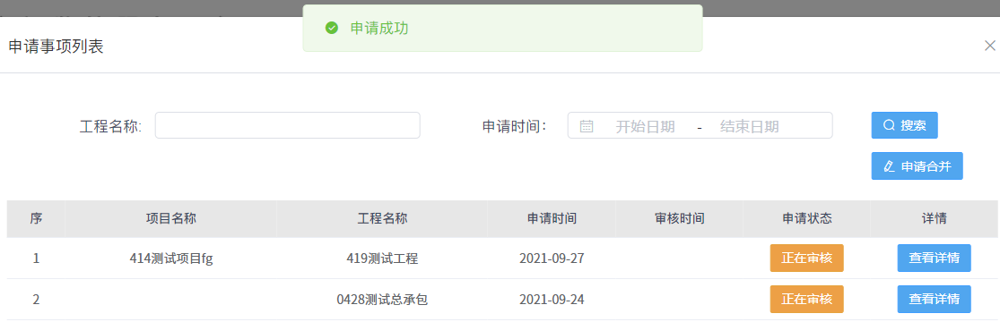 申请成功
申请事项列表
工程名称:
申请时间： 开始日期 - 结束日期 搜索
申请合并
序 项目名称 工程名称 申请时间 审核时间 申请状态 详情
1 414测试项目fg 419测试工程 2021-09-27 正在审核 查看详情
2 0428测试总承包 2021-09-24 正在审核 查看详情